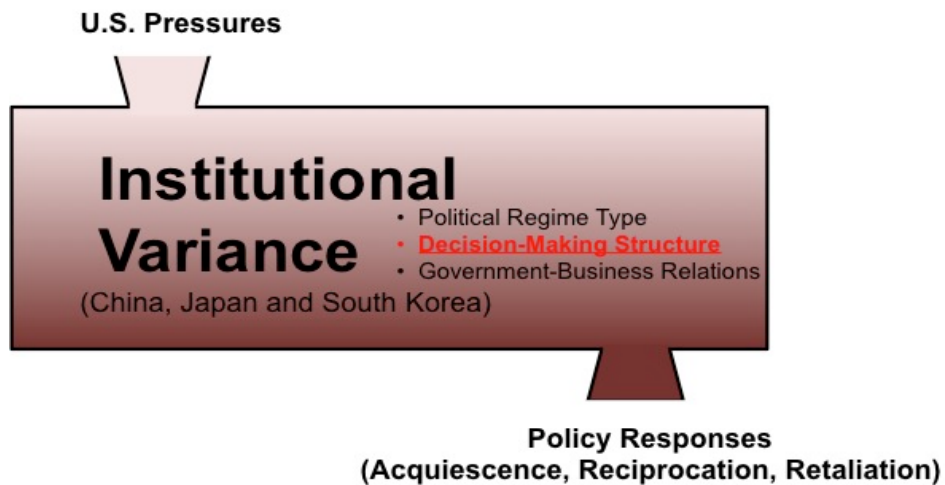 U.S. Pressures
Institutional
Variance
• Political Regime Type
• Decision-Making Structure
• Government-Business Relations
(China, Japan and South Korea)
Policy Responses
(Acquiescence, Reciprocation, Retaliation)